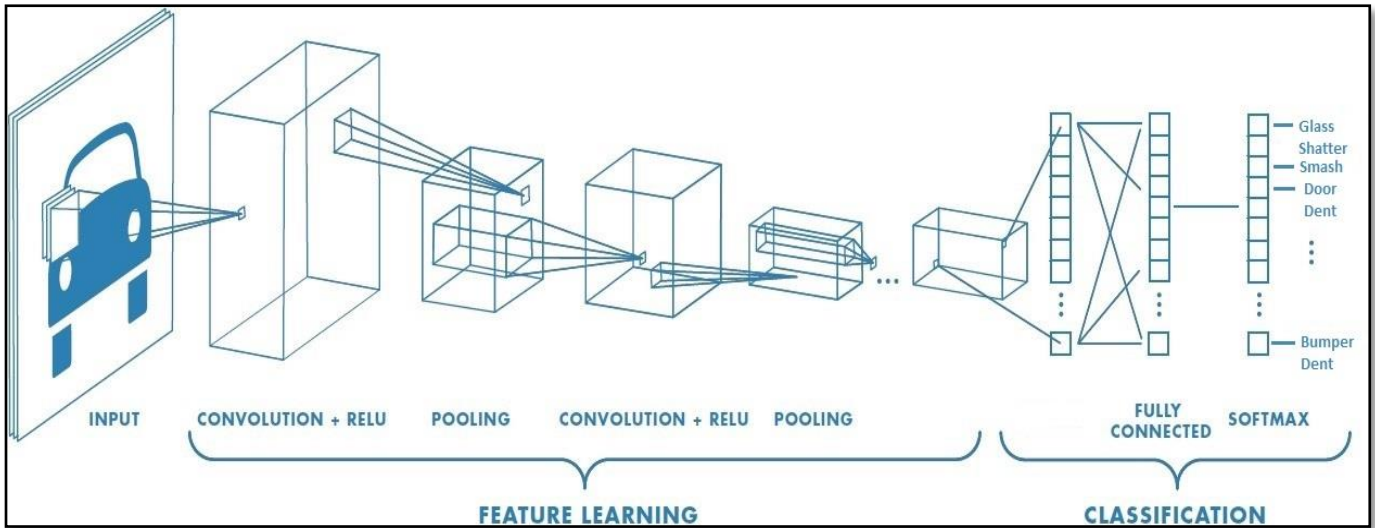 Glass
Shatter
Smash
Door
Dent
Bumper
Dent
INPUT
CONVOLUTION + RELU
POOLING
CONVOLUTION + RELU
POOLING
FULLY
CONNECTED
SOFTMAX
FEATURE LEARNING
CLASSIFICATION